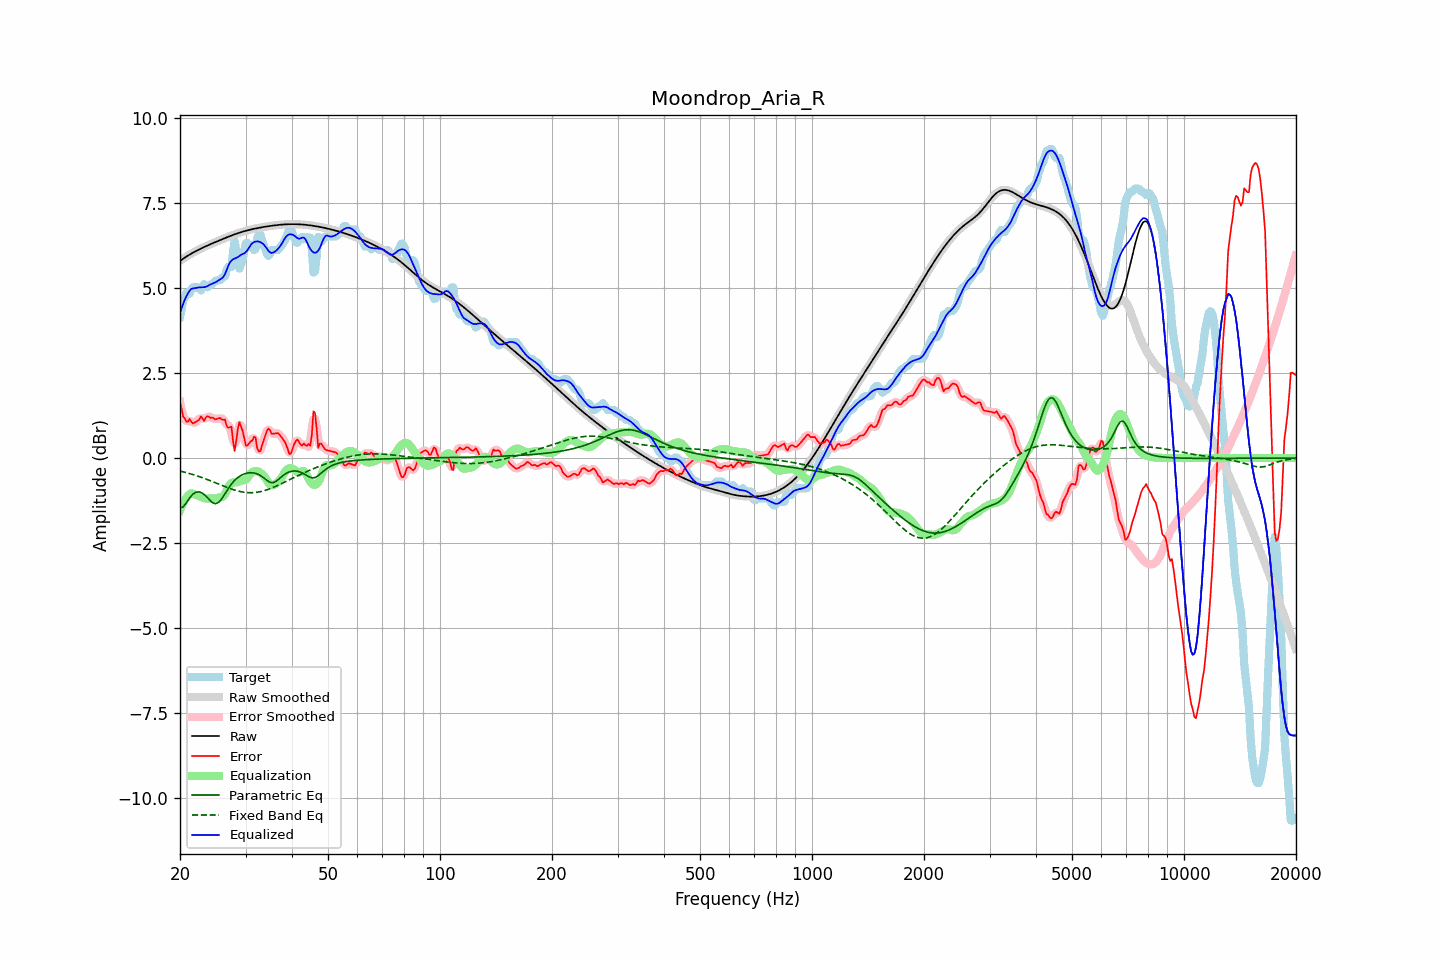 Moondrop_Aria_R
10.0
7.5
5.0
2.5
0.0
−2.5
−5.0
−7.5
−10.0
Amplitude (dBr)
Target
Raw Smoothed
Error Smoothed
Raw
Error
Equalization
Parametric Eq
Fixed Band Eq
Equalized
20 50 100 200 500 1000 2000 5000 10000 20000
Frequency (Hz)